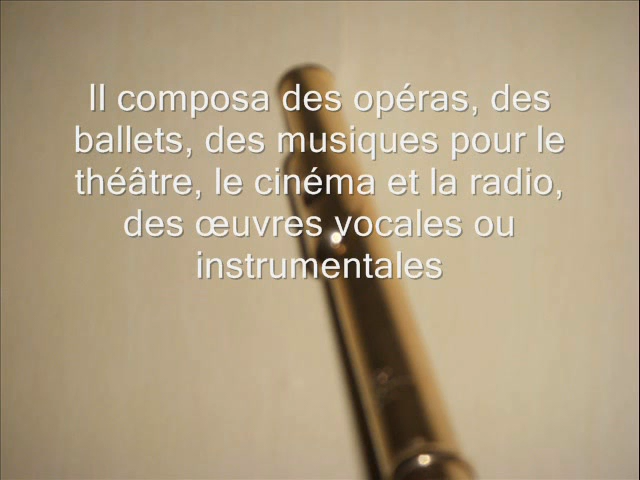 Il composa des opéras, des
ballets, des musiques pour le
théâtre, le cinéma et la radio,
des œuvres vocales ou
instrumentales